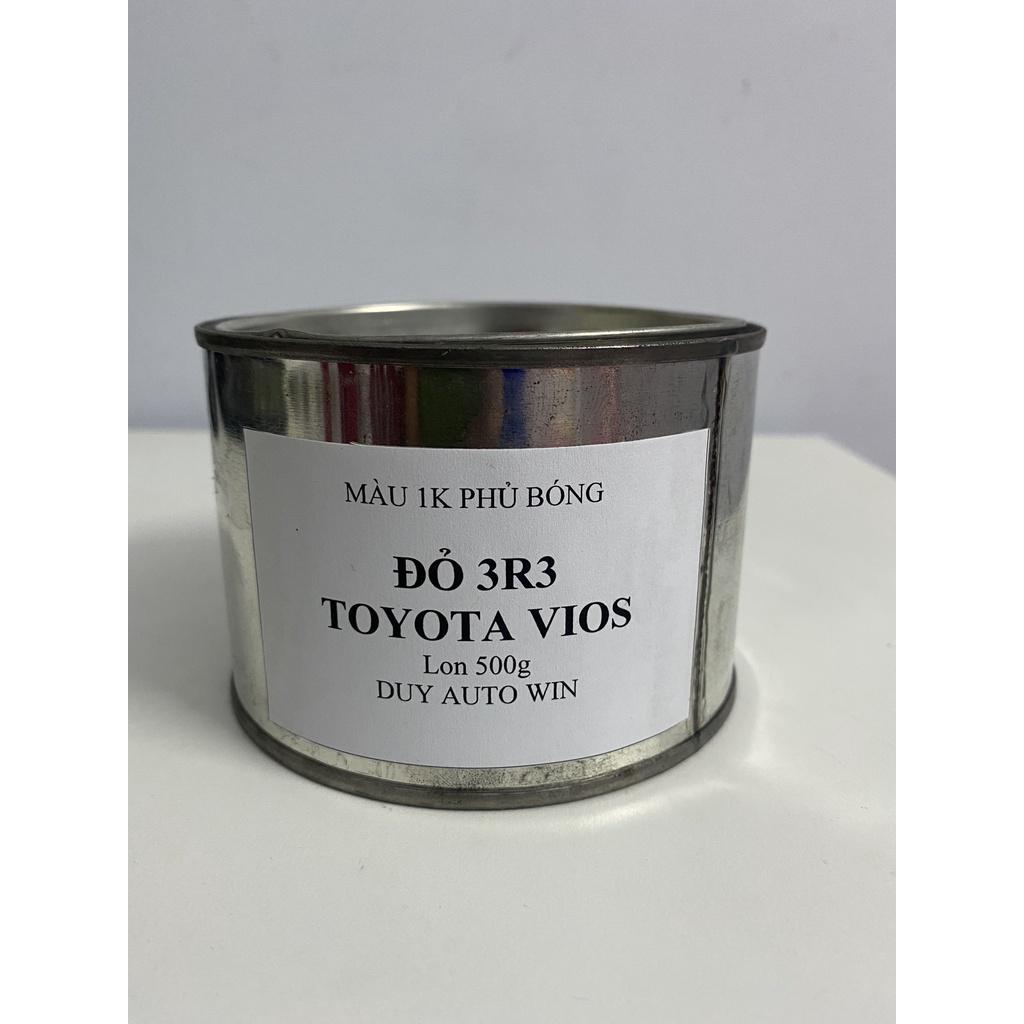 MÀU 1K PHỦ BÓNG
ĐỎ 3R3
TOYOTA VIOS
Lon 500g
DUY AUTO WIN